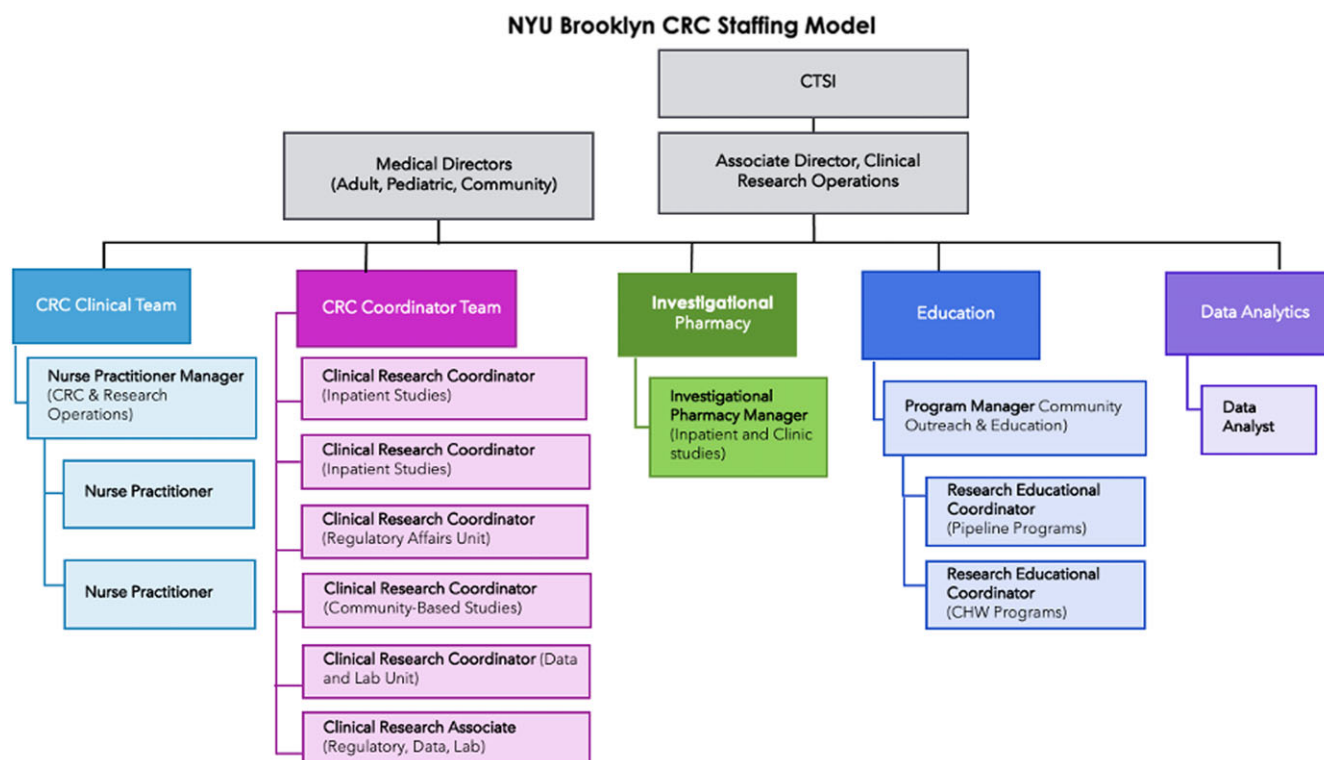 NYU Brooklyn CRC Staffing Model
CTSI
Medical Directors
(Adult, Pediatric, Community)
Associate Director, Clinical
Research Operations
CRC Clinical Team
Nurse Practitioner Manager
(CRC & Research
Operations)
Nurse Practitioner
Nurse Practitioner
CRC Coordinator Team
Clinical Research Coordinator
(Inpatient Studies)
Clinical Research Coordinator
(Inpatient Studies)
Clinical Research Coordinator
(Regulatory Affairs Unit)
Clinical Research Coordinator
(Community-Based Studies)
Clinical Research Coordinator (Data
and Lab Unit)
Clinical Research Associate
(Regulatory, Data, Lab)
Investigational
Pharmacy
Investigational
Pharmacy Manager
(Inpatient and Clinic
studies)
Education
Program Manager Community
Outreach & Education)
Research Educational
Coordinator
(Pipeline Programs)
Research Educational
Coordinator
(CHW Programs)
Data Analytics
Data
Analyst